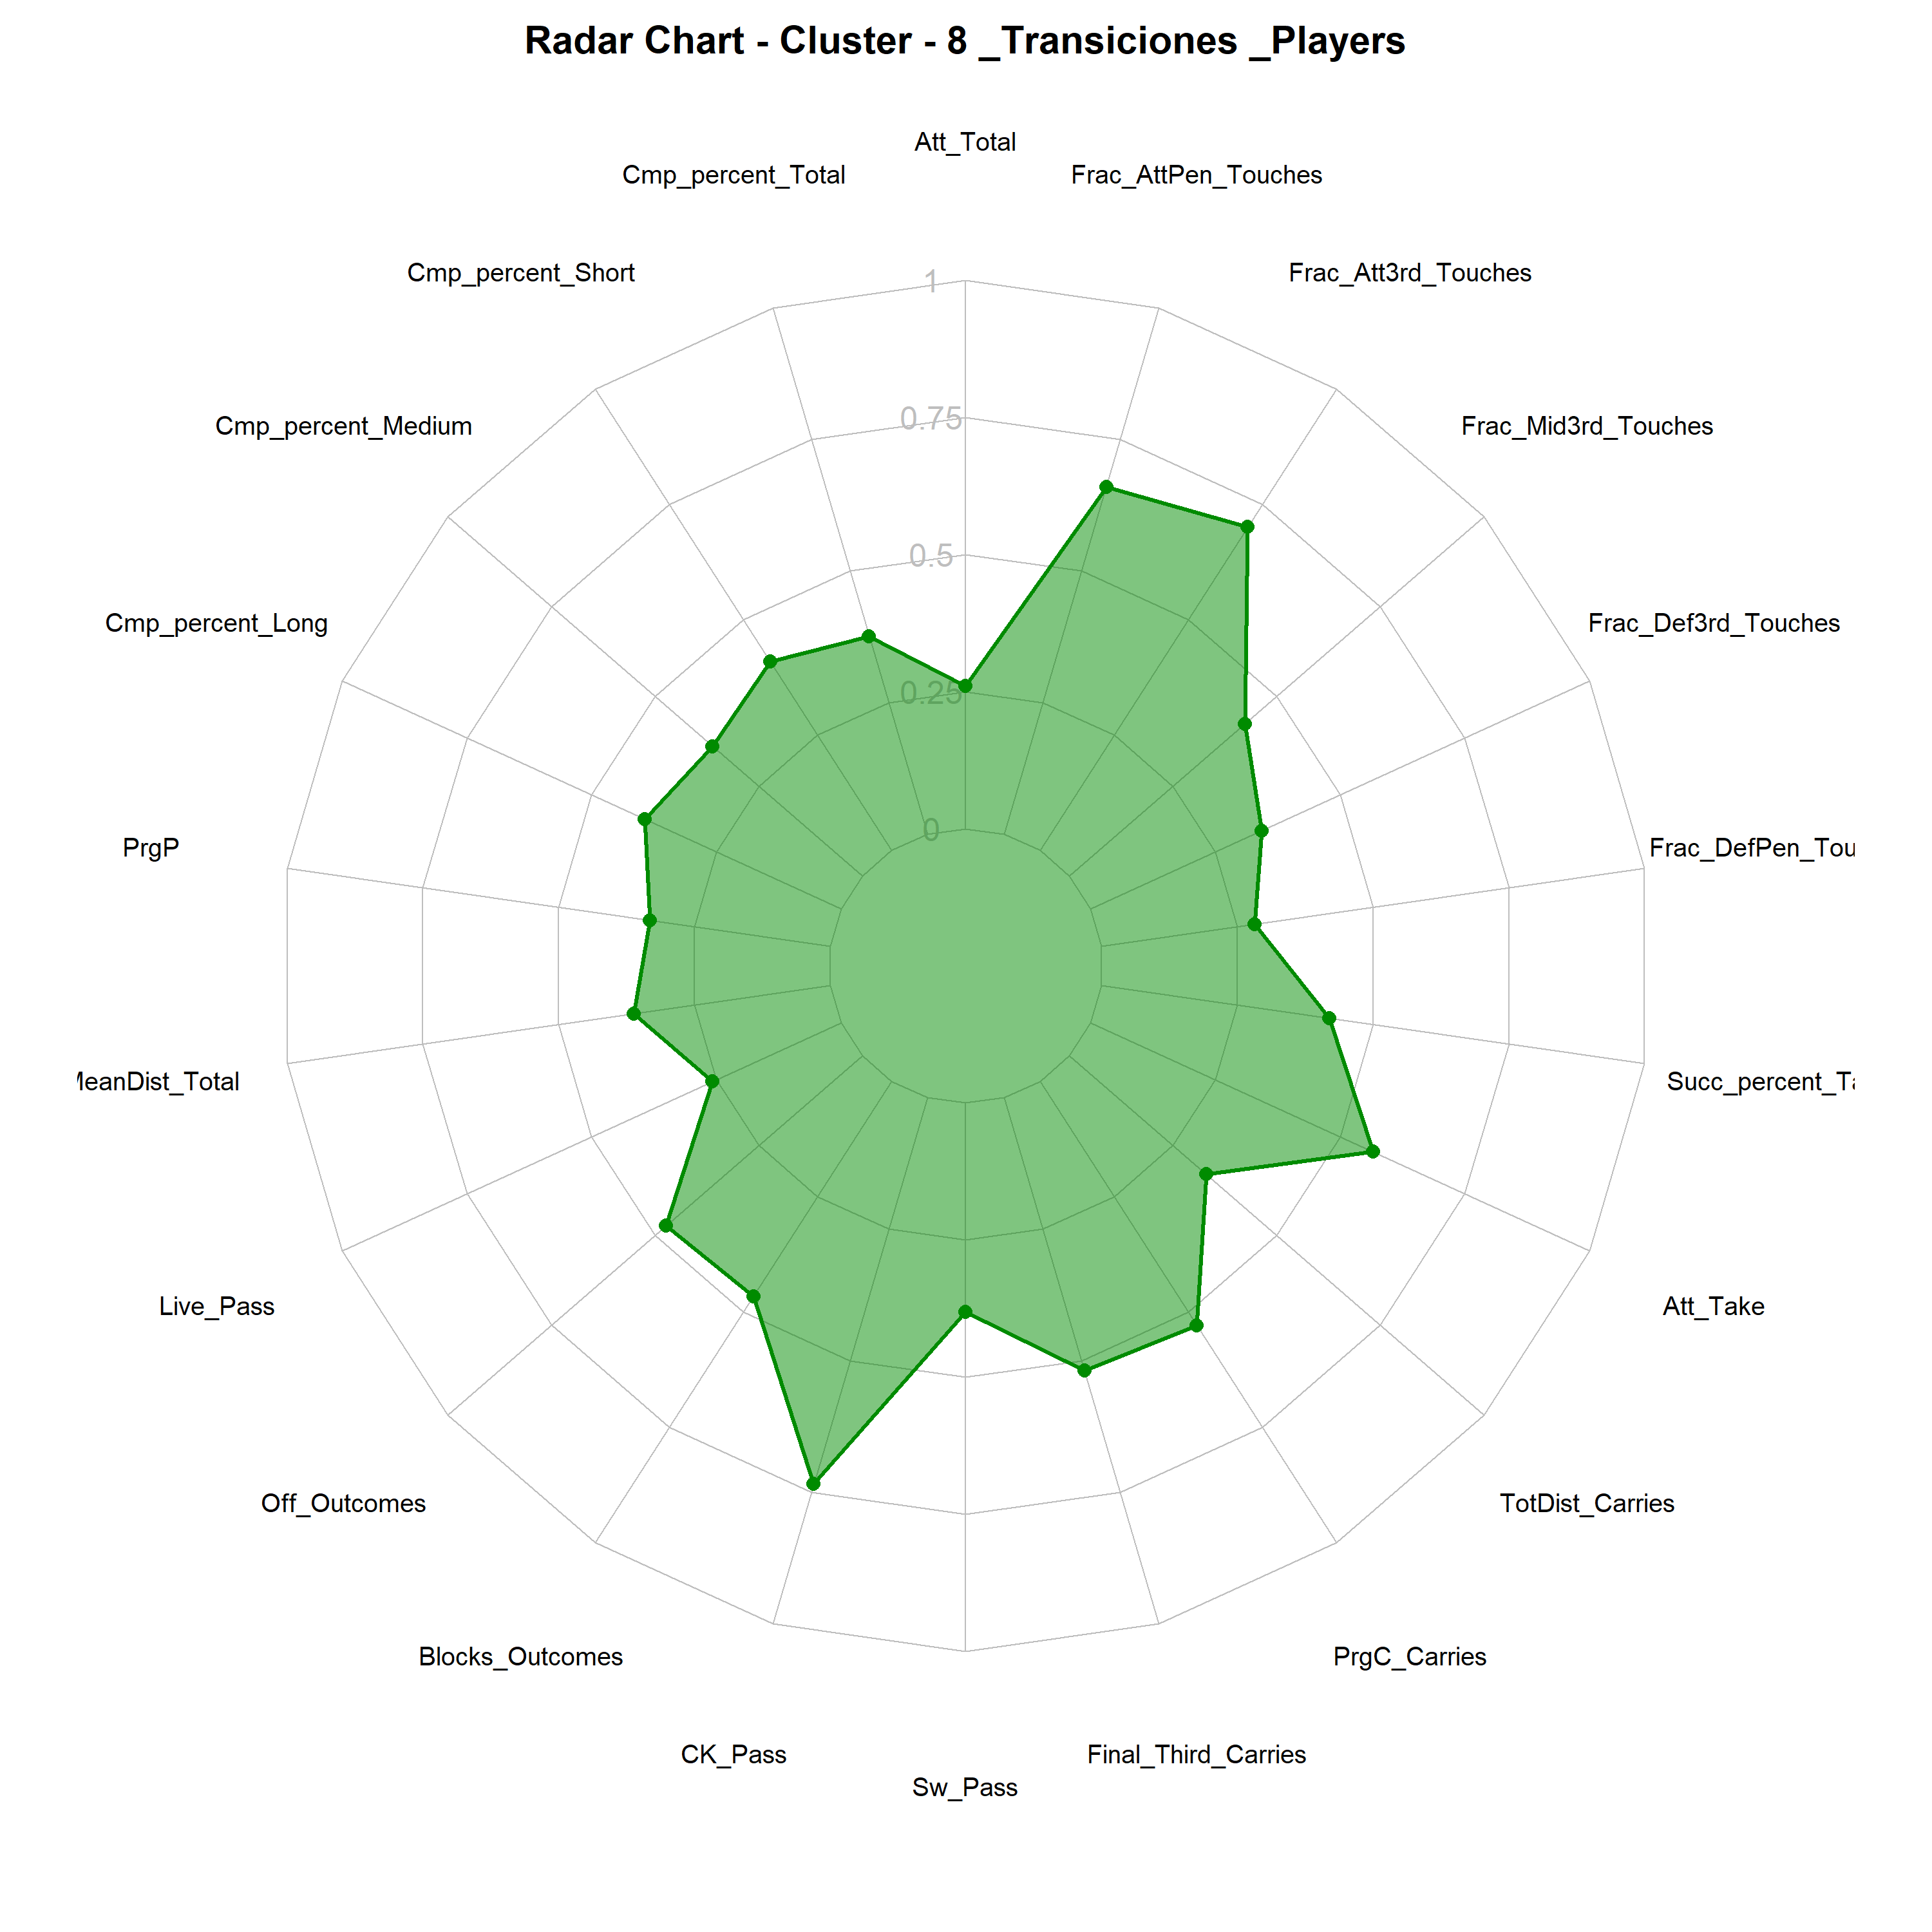 Radar Chart - Cluster - 8 _Transiciones _Players
Att_Total
Cmp_percent_Total
Frac_AttPen_Touches
Cmp_percent_Short
Frac_Att3rd_Touches
1
Cmp_percent_Medium
0.75
Frac_Mid3rd_Touches
0.5
Cmp_percent_Long
Frac_Def3rd_Touches
0.25
0
PrgP
Frac_DefPen_Tou
MeanDist_Total
Succ_percent_Ta
Live_Pass
Att_Take
Off_Outcomes
TotDist_Carries
Blocks_Outcomes
PrgC_Carries
CK_Pass
Final_Third_Carries
Sw_Pass